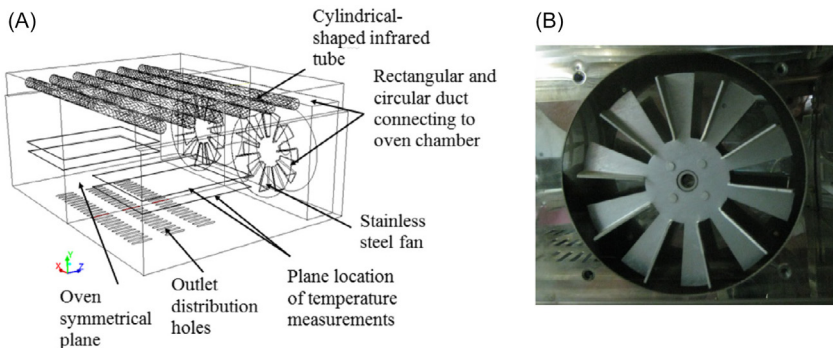 (A)
Cylindrical-
shaped infrared
tube
Rectangular and
circular duct
connecting to
oven chamber
Stainless
steel fan
Plane location
of temperature
measurements
Outlet
distribution
holes
Oven
symmetrical
plane
Y
X
Z
(B)